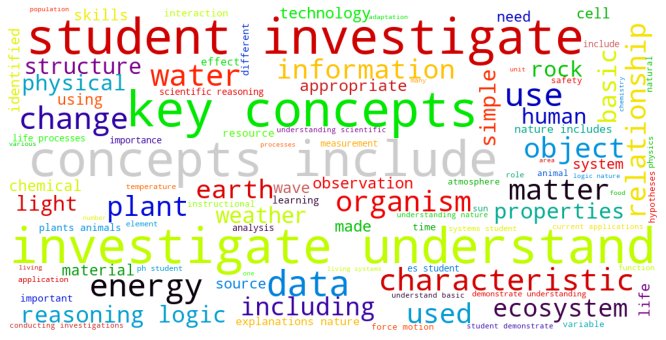 population
skills
interaction
technology
adaptation
need
cell
identified
student investigate
effect
different
include
structure
information
relationship
physical
water
scientific reasoning
appropriate
simple
rock
basic
natural
using
key concepts
use
unit
safety
chemistry
change
resource
human
life processes
importance
understanding scientific
nature includes
various
processes
measurement
physics
concepts include
object
chemical
temperature
earth
wave
observation
atmosphere
matter
system
hypotheses
area
logic nature
light
plant
instructional
learning
organism
role
animal
food
sun
properties
weather
number
understanding nature
plants animals
element
analysis
made
time
systems student
current applications
investigate understand
living
material
ph student
source
one
data
living systems
es student
characteristic
function
application
energy
including
understand basic
demonstrate understanding
life
important
reasoning logic
explanations nature
used
ecosystem
conducting investigations
force motion
student demonstrate
variable
many